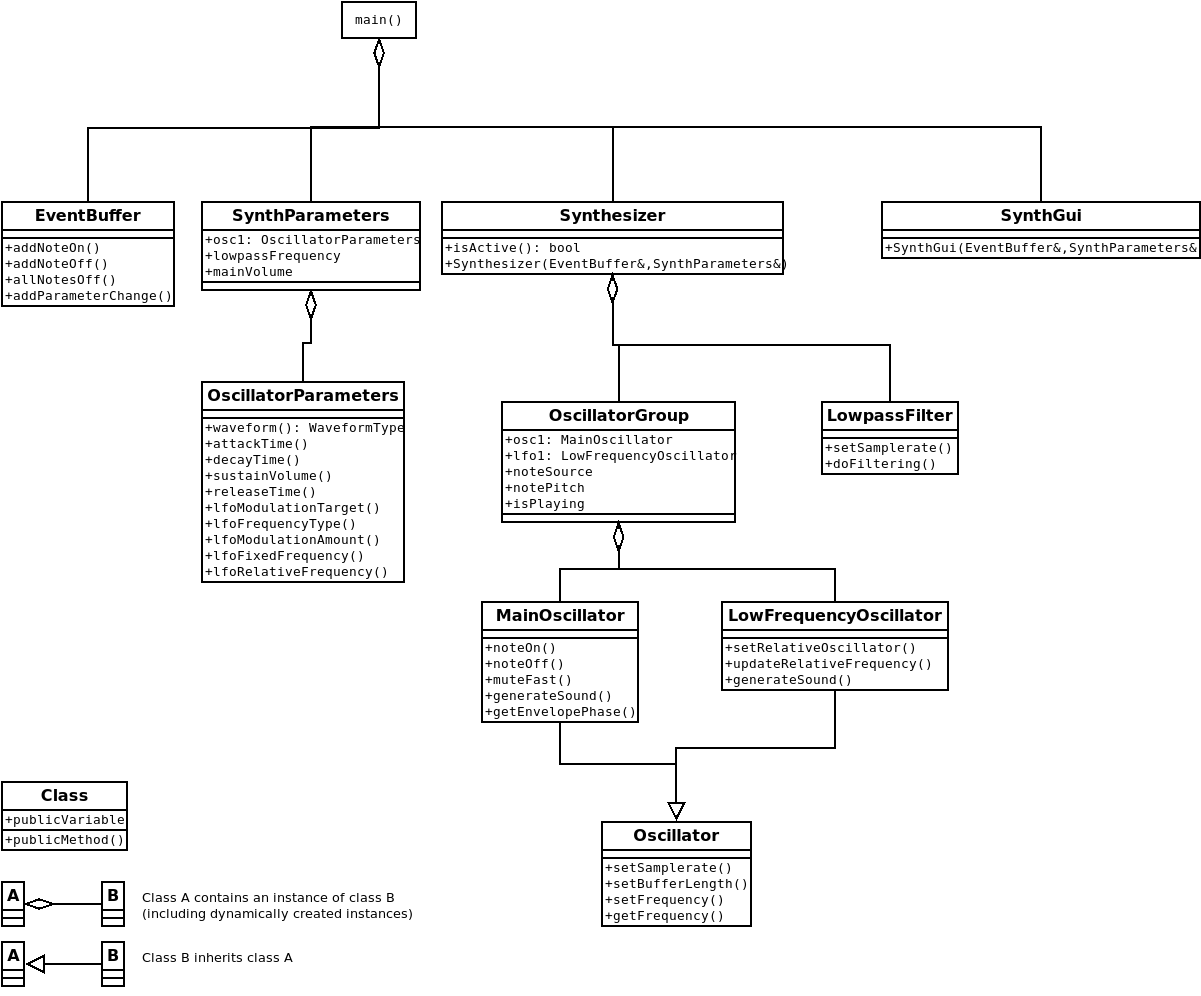 main()
EventBuffer
+addNoteOn()
+addNoteOff()
+allNotesOff()
+addParameterChange()
SynthParameters
+osc1: OscillatorParameters
+lowpassFrequency
+mainVolume
Synthesizer
+isActive(): bool
+Synthesizer(EventBuffer&,SynthParameters&)
SynthGui
+SynthGui(EventBuffer&,SynthParameters&
OscillatorParameters
+waveform(): WaveformType
+attackTime()
+decayTime()
+sustainVolume()
+releaseTime()
+lfoModulationTarget()
+lfoFrequencyType()
+lfoModulationAmount()
+lfoFixedFrequency()
+lfoRelativeFrequency()
OscillatorGroup
+osc1: MainOscillator
+lfo1: LowFrequencyOscillator
+noteSource
+notePitch
+isPlaying
LowpassFilter
+setSamplerate()
+doFiltering()
MainOscillator
+noteOn()
+noteOff()
+muteFast()
+generateSound()
+getEnvelopePhase()
LowFrequencyOscillator
+setRelativeOscillator()
+updateRelativeFrequency()
+generateSound()
Oscillator
+setSamplerate()
+setBufferLength()
+setFrequency()
+getFrequency()
Class
+publicVariable
+publicMethod()
A B Class A contains an instance of class B
(including dynamically created instances)
A B Class B inherits class A